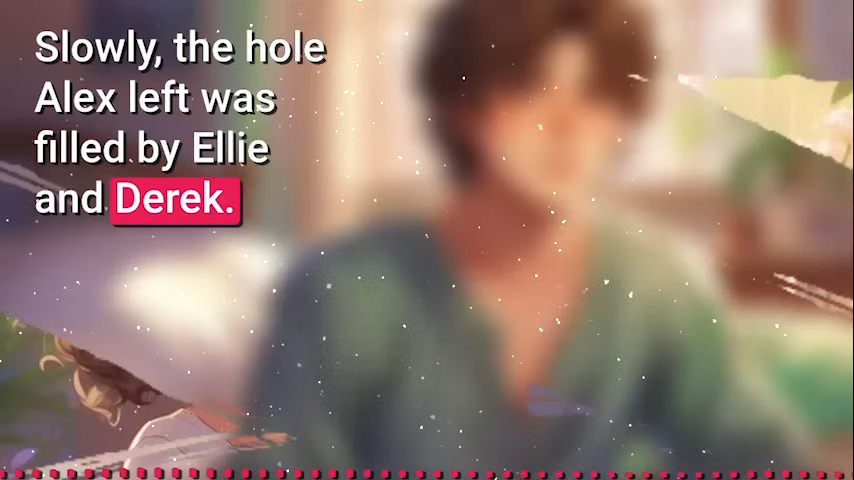 Slowly, the hole
Alex left was
filled by Ellie
and Derek.